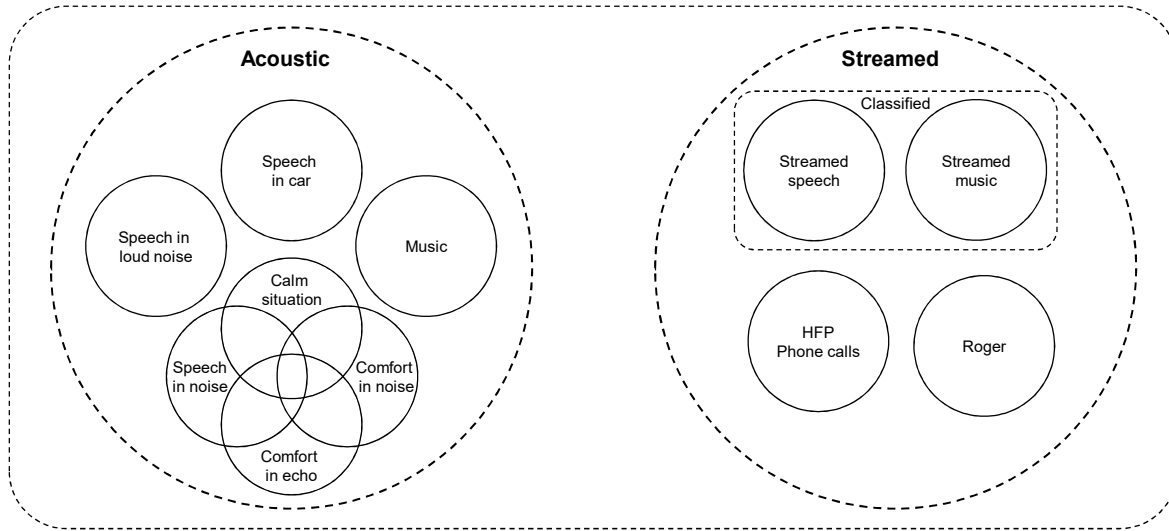 Acoustic
Speech
in car
Speech in
loud noise
Music
Calm
situation
Speech
in noise
Comfort
in noise
Comfort
in echo
Streamed
Classified
Streamed
speech
Streamed
music
HFP
Phone calls
Roger